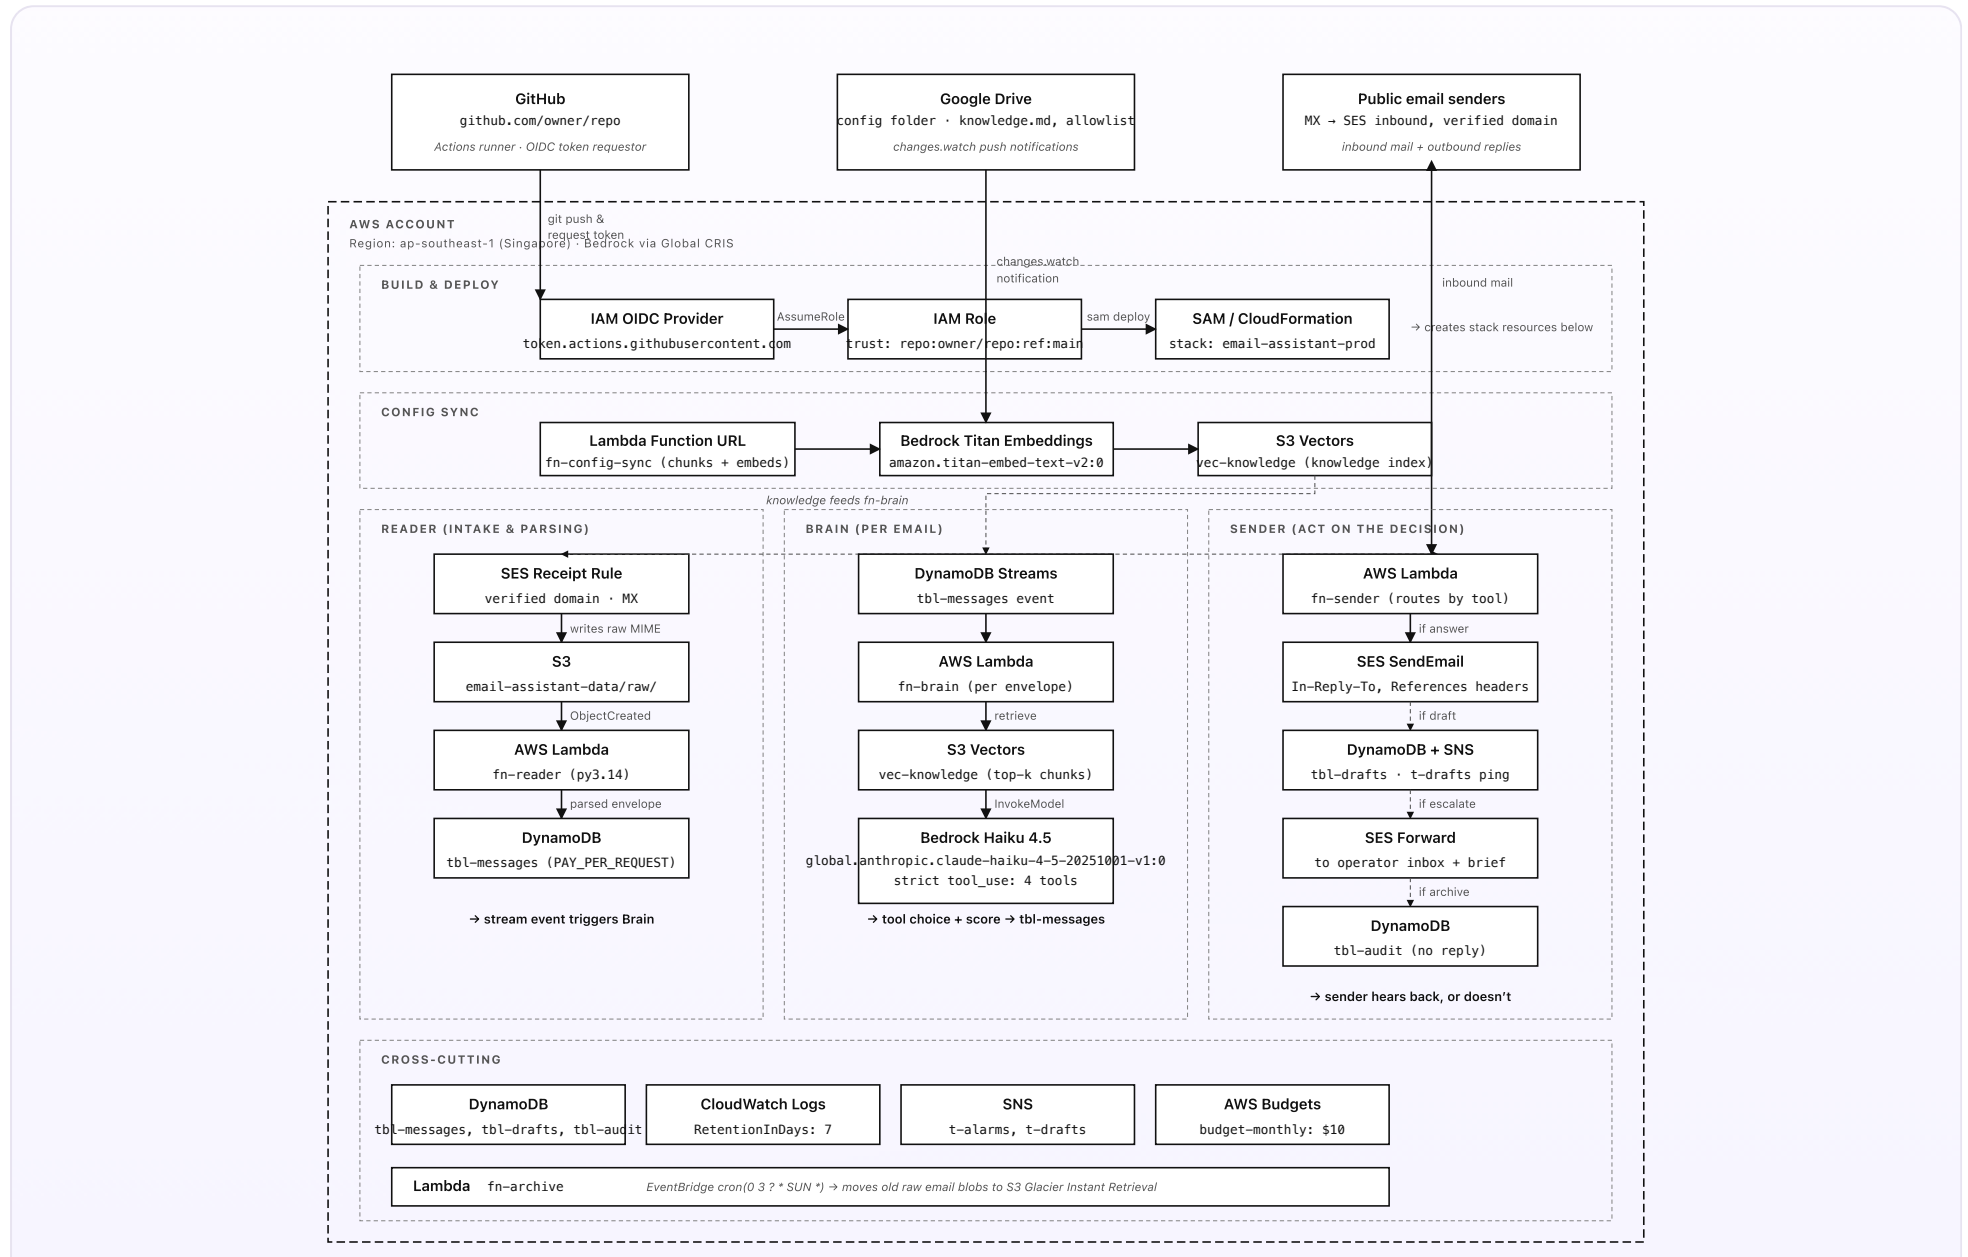 GitHub
github.com/owner/repo
Actions runner · OIDC token requestor
Google Drive
config folder · knowledge.md, allowlist
changes.watch push notifications
Public email senders
MX → SES inbound, verified domain
inbound mail + outbound replies
AWS ACCOUNT
Region: ap-southeast-1 (Singapore) · Bedrock via Global CRIS
git push &
request token
changes.watch
notification
inbound mail
BUILD & DEPLOY
IAM OIDC Provider
token.actions.githubusercontent.com
AssumeRole
IAM Role
trust: repo:owner/repo:ref:main
sam deploy
SAM / CloudFormation
stack: email-assistant-prod
→ creates stack resources below
CONFIG SYNC
Lambda Function URL
fn-config-sync (chunks + embeds)
Bedrock Titan Embeddings
amazon.titan-embed-text-v2:0
S3 Vectors
vec-knowledge (knowledge index)
knowledge feeds fn-brain
READER (INTAKE & PARSING)
SES Receipt Rule
verified domain · MX
writes raw MIME
S3
email-assistant-data/raw/
ObjectCreated
AWS Lambda
fn-reader (py3.14)
parsed envelope
DynamoDB
tbl-messages (PAY_PER_REQUEST)
→ stream event triggers Brain
BRAIN (PER EMAIL)
DynamoDB Streams
tbl-messages event
AWS Lambda
fn-brain (per envelope)
retrieve
S3 Vectors
vec-knowledge (top-k chunks)
InvokeModel
Bedrock Haiku 4.5
global.anthropic.claude-haiku-4-5-20251001-v1:0
strict tool_use: 4 tools
→ tool choice + score → tbl-messages
SENDER (ACT ON THE DECISION)
AWS Lambda
fn-sender (routes by tool)
if answer
SES SendEmail
In-Reply-To, References headers
if draft
DynamoDB + SNS
tbl-drafts · t-drafts ping
if escalate
SES Forward
to operator inbox + brief
if archive
DynamoDB
tbl-audit (no reply)
→ sender hears back, or doesn't
CROSS-CUTTING
DynamoDB
tbl-messages, tbl-drafts, tbl-audit
CloudWatch Logs
RetentionInDays: 7
SNS
t-alarms, t-drafts
AWS Budgets
budget-monthly: $10
Lambda fn-archive EventBridge cron(0 3 ? * SUN *) → moves old raw email blobs to S3 Glacier Instant Retrieval